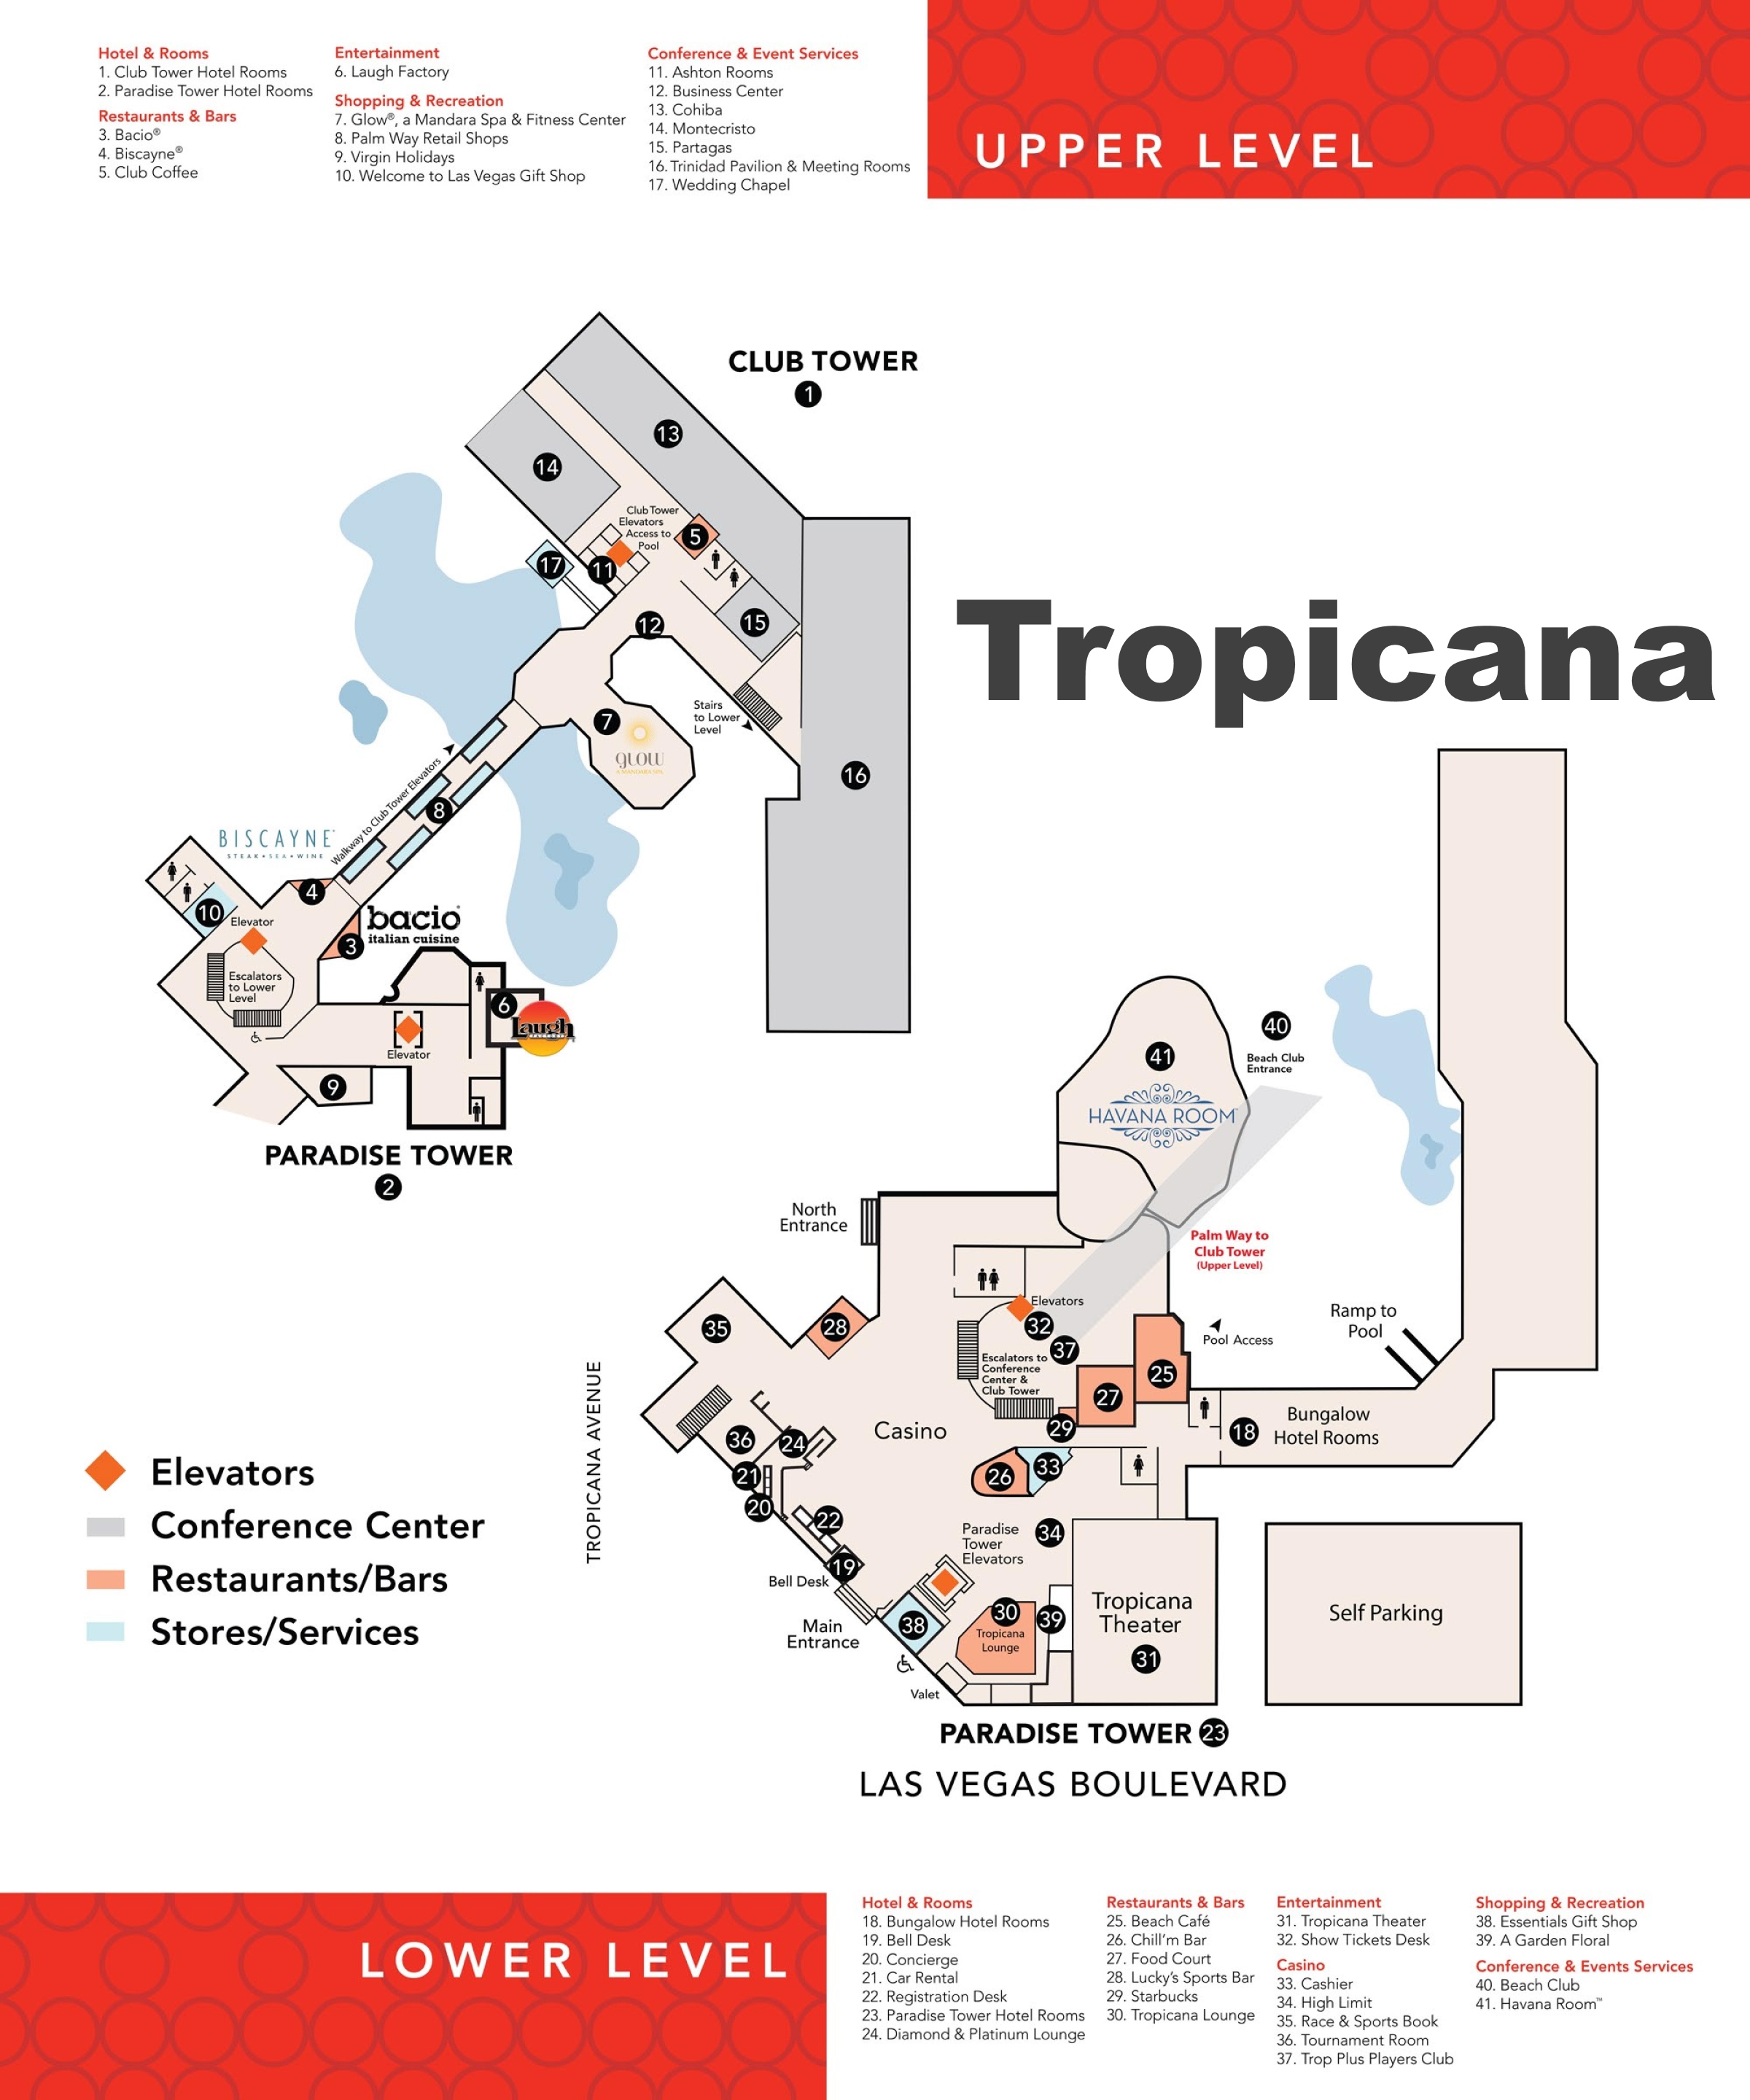 Hotel & Rooms
1. Club Tower Hotel Rooms
2. Paradise Tower Hotel Rooms
Restaurants & Bars
3. Bacio®
4. Biscayne®
5. Club Coffee
Entertainment
6. Laugh Factory
Shopping & Recreation
7. Glow®, a Mandara Spa & Fitness Center
8. Palm Way Retail Shops
9. Virgin Holidays
10. Welcome to Las Vegas Gift Shop
Conference & Event Services
11. Ashton Rooms
12. Business Center
13. Cohiba
14. Montecristo
15. Partagas
16. Trinidad Pavilion & Meeting Rooms
17. Wedding Chapel
UPPER LEVEL
CLUB TOWER
1
13
14
Club Tower
Elevators
Access to
Pool
5
17
11
12
15
Tropicana
7
glow
Stairs
to Lower
Level
16
Walkway to Club Tower Elevators
8
BISCAYNE
STEAK • SEA • WINE
4
10
Elevator
bacio
italian cuisine
3
Escalators
to Lower
Level
6
Laugh
Elevator
9
PARADISE TOWER
2
41
HAVANA ROOM
40
Beach Club
Entrance
North
Entrance
Palm Way to
Club Tower
(Upper Level)
Elevators
32
37
Escalators to
Conference
Center &
Club Tower
35
28
Pool Access
Ramp to
Pool
25
27
29
18
Bungalow
Hotel Rooms
Casino
TROPICANA AVENUE
36
24
21
20
22
19
26
33
34
Paradise
Tower
Elevators
Bell Desk
Main
Entrance
38
30
Tropicana
Lounge
39
Tropicana
Theater
31
Self Parking
Valet
PARADISE TOWER 23
LAS VEGAS BOULEVARD
Elevators
Conference Center
Restaurants/Bars
Stores/Services
LOWER LEVEL
Hotel & Rooms
18. Bungalow Hotel Rooms
19. Bell Desk
20. Concierge
21. Car Rental
22. Registration Desk
23. Paradise Tower Hotel Rooms
24. Diamond & Platinum Lounge
Restaurants & Bars
25. Beach Café
26. Chill'm Bar
27. Food Court
28. Lucky's Sports Bar
29. Starbucks
30. Tropicana Lounge
Entertainment
31. Tropicana Theater
32. Show Tickets Desk
Casino
33. Cashier
34. High Limit
35. Race & Sports Book
36. Tournament Room
37. Trop Plus Players Club
Shopping & Recreation
38. Essentials Gift Shop
39. A Garden Floral
Conference & Events Services
40. Beach Club
41. Havana Room™